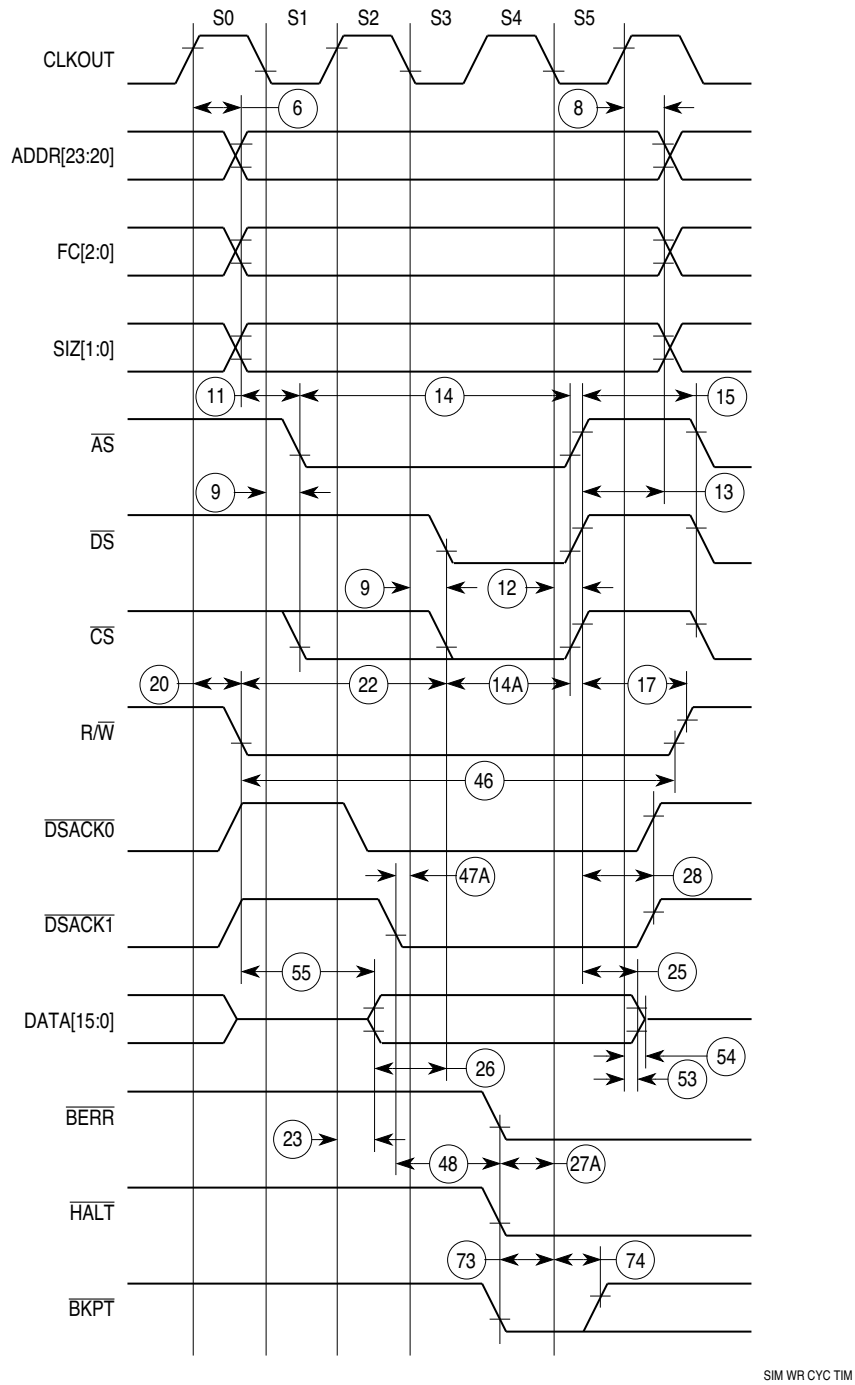 S0 S1 S2 S3 S4 S5
CLKOUT
6 8
ADDR[23:20]
FC[2:0]
SIZ[1:0]
11 14 15
AS
9 13
DS
9 12
CS
20 22 14A 17
R/W
46
DSACK0
47A 28
DSACK1
55 25
DATA[15:0]
54
26 53
BERR
23 48 27A
HALT
73 74
BKPT
SIM WR CYC TIM